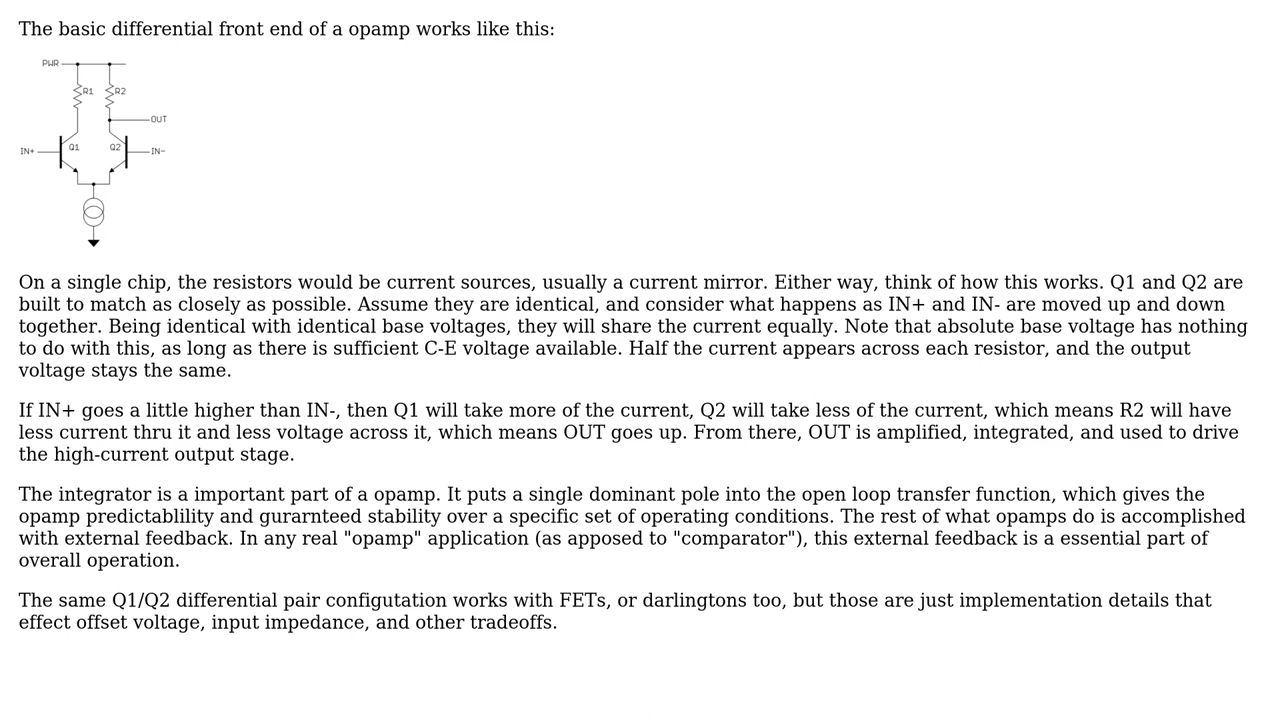 The basic differential front end of a opamp works like this:
PWR
R1
R2
OUT
IN+
Q1
Q2
IN-
On a single chip, the resistors would be current sources, usually a current mirror. Either way, think of how this works. Q1 and Q2 are
built to match as closely as possible. Assume they are identical, and consider what happens as IN+ and IN- are moved up and down
together. Being identical with identical base voltages, they will share the current equally. Note that absolute base voltage has nothing
to do with this, as long as there is sufficient C-E voltage available. Half the current appears across each resistor, and the output
voltage stays the same.
If IN+ goes a little higher than IN-, then Q1 will take more of the current, Q2 will take less of the current, which means R2 will have
less current thru it and less voltage across it, which means OUT goes up. From there, OUT is amplified, integrated, and used to drive
the high-current output stage.
The integrator is a important part of a opamp. It puts a single dominant pole into the open loop transfer function, which gives the
opamp predictablility and gurarnteed stability over a specific set of operating conditions. The rest of what opamps do is accomplished
with external feedback. In any real "opamp" application (as apposed to "comparator"), this external feedback is a essential part of
overall operation.
The same Q1/Q2 differential pair configutation works with FETs, or darlingtons too, but those are just implementation details that
effect offset voltage, input impedance, and other tradeoffs.